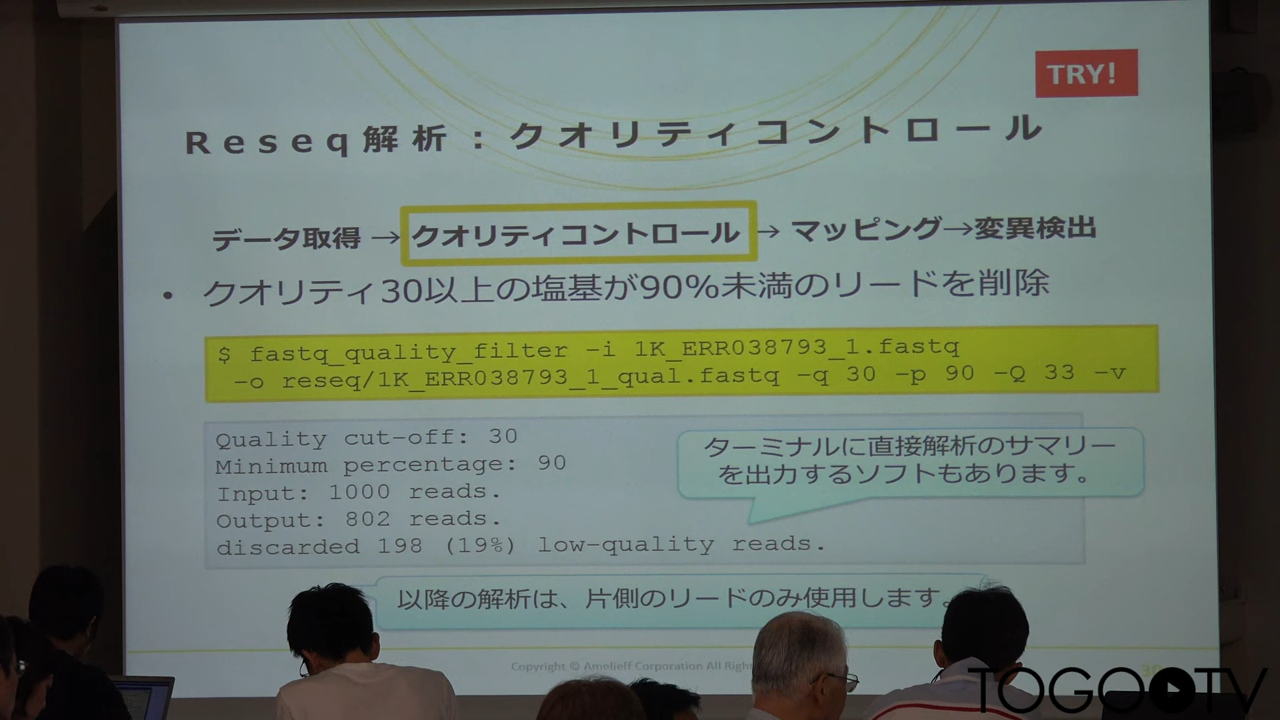 TRY!
Reseq解析：クオリティコントロール
データ取得 → クオリティコントロール → マッピング→変異検出
• クオリティ30以上の塩基が90%未満のリードを削除
$ fastq_quality_filter -i 1K_ERR038793_1.fastq
-o reseq/1K_ERR038793_1_qual.fastq -q 30 -p 90 -Q 33 -v
Quality cut-off: 30
Minimum percentage: 90
Input: 1000 reads.
Output: 802 reads.
discarded 198 (19%) low-quality reads.
ターミナルに直接解析のサマリー
を出力するソフトもあります。
以降の解析は、片側のリードのみ使用します。
Copyright © Amelieff Corporation All
TOGOTV